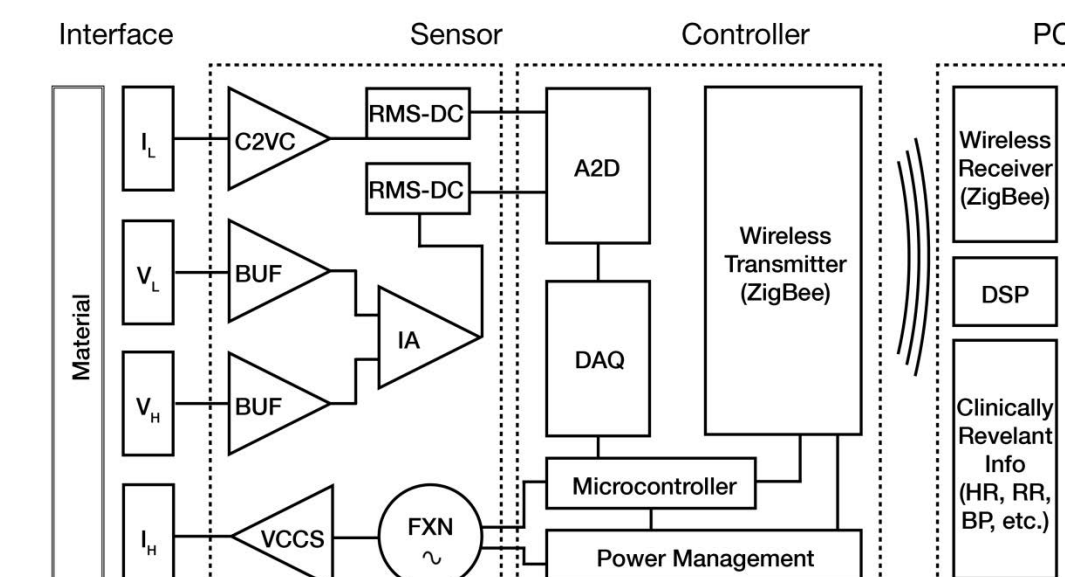 Interface
Sensor
Controller
PC
Material
I_L
V_L
V_H
I_H
C2VC
BUF
BUF
VCCS
RMS-DC
RMS-DC
IA
FXN
∿
A2D
DAQ
Microcontroller
Power Management
Wireless
Transmitter
(ZigBee)
Wireless
Receiver
(ZigBee)
DSP
Clinically
Revelant
Info
(HR, RR,
BP, etc.)